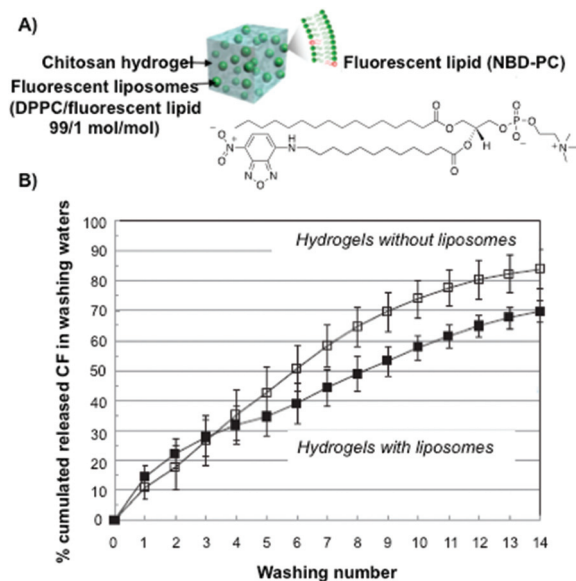 A)
Chitosan hydrogel
Fluorescent liposomes
(DPPC/fluorescent lipid
99/1 mol/mol)
Fluorescent lipid (NBD-PC)
O
O
O
P
O
O
O⁻
N⁺
H
O
O
O⁻
N⁺
O
HN
N
O
N
B)
% cumulated released CF in washing waters
100
90
80
70
60
50
40
30
20
10
0
Hydrogels without liposomes
Hydrogels with liposomes
0 1 2 3 4 5 6 7 8 9 10 11 12 13 14
Washing number